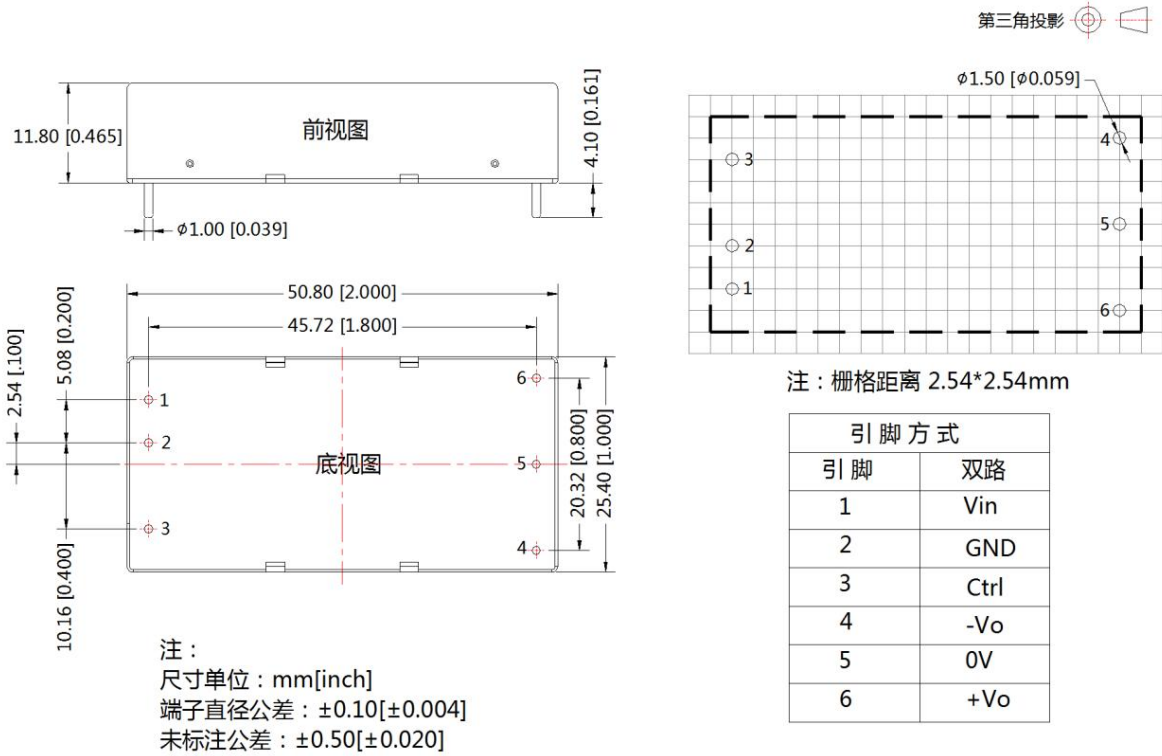 第三角投影
11.80 [0.465]
前视图
4.10 [0.161]
ϕ1.00 [0.039]
ϕ1.50 [ϕ0.059]
3
2
1
4
5
6
注：栅格距离 2.54*2.54mm
50.80 [2.000]
45.72 [1.800]
2.54 [.100]
5.08 [0.200]
10.16 [0.400]
1
2
3
底视图
6
5
4
20.32 [0.800]
25.40 [1.000]
注：
尺寸单位：mm[inch]
端子直径公差：±0.10[±0.004]
未标注公差：±0.50[±0.020]
引脚方式
引脚 双路
1 Vin
2 GND
3 Ctrl
4 -Vo
5 0V
6 +Vo